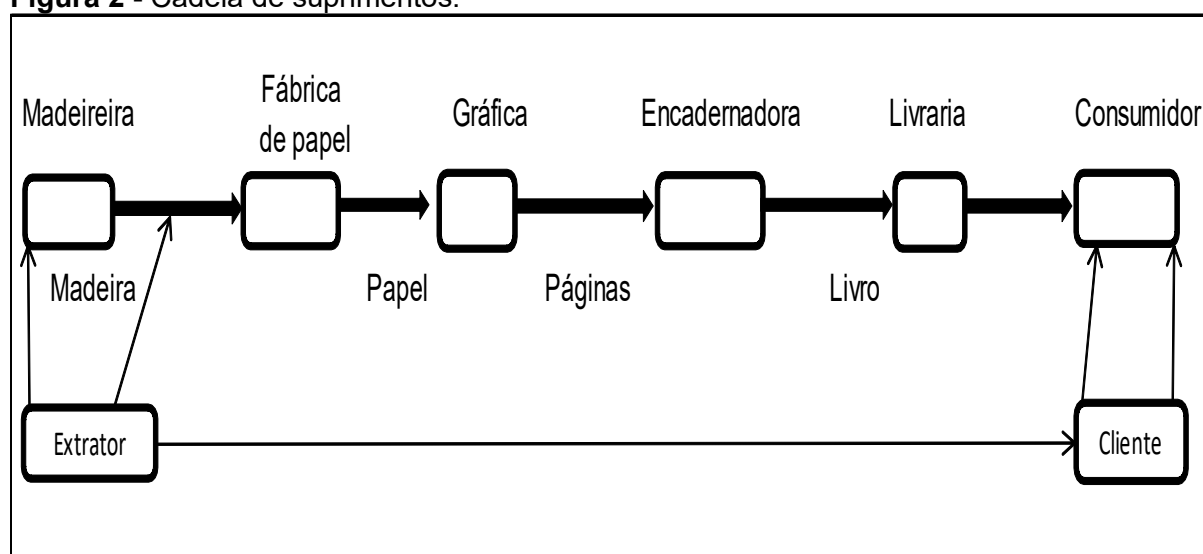 Figura 2 - Cadeia de suprimentos.
Madeireira
Fábrica
de papel
Gráfica
Encadernadora
Livraria
Consumidor
Madeira
Papel
Páginas
Livro
Extrator
Cliente